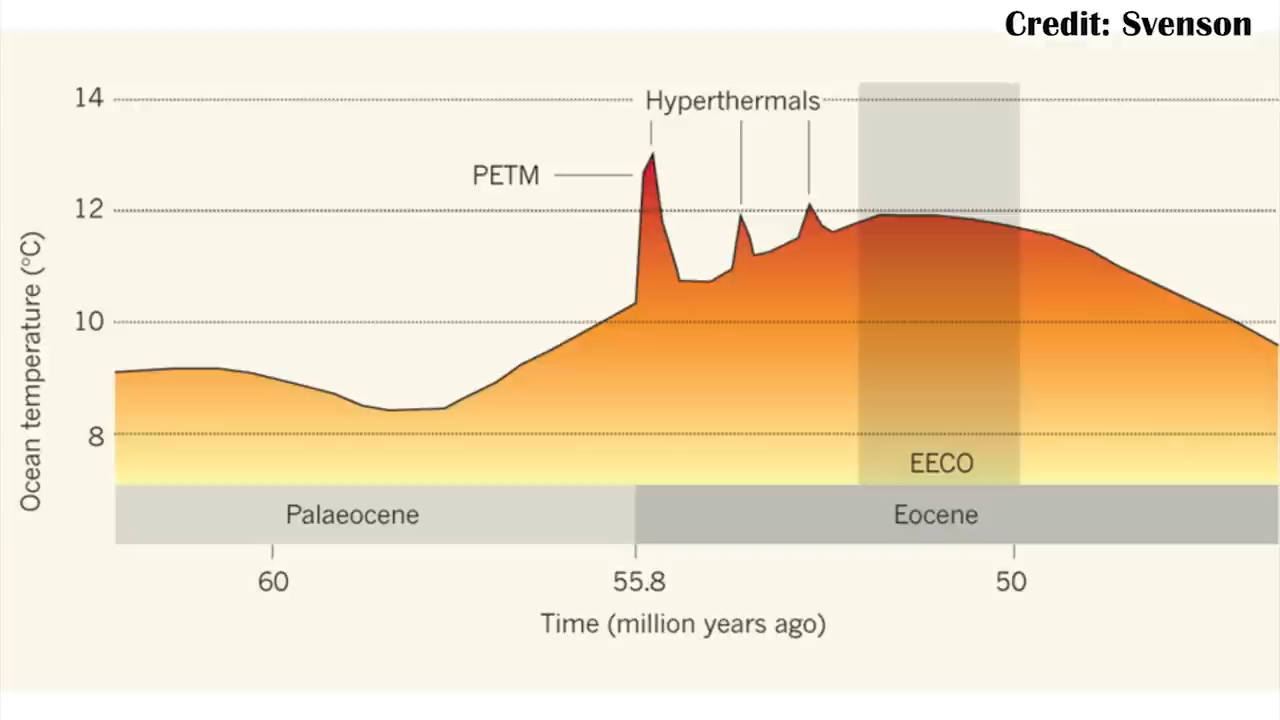 Credit: Svenson
14
Hyperthermals
PETM
12
10
8
Ocean temperature (°C)
EECO
Palaeocene
Eocene
60
55.8
50
Time (million years ago)